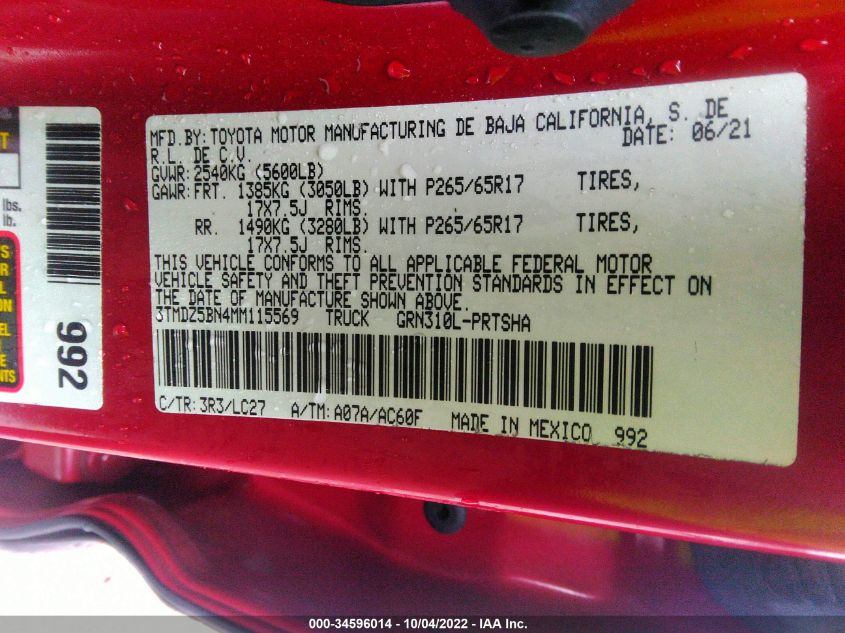 T
lbs.
lb.
'S
R
AL
ON
EL
E
NTS
992
MFD.BY:TOYOTA MOTOR MANUFACTURING DE BAJA CALIFORNIA, S. DE
R.L. DE C.V. DATE: 06/21
GVWR: 2540KG (5600LB)
GAWR:FRT. 1385KG (3050LB) WITH P265/65R17 TIRES,
17X7.5J RIMS.
RR. 1490KG (3280LB) WITH P265/65R17 TIRES,
17X7.5J RIMS.
THIS VEHICLE CONFORMS TO ALL APPLICABLE FEDERAL MOTOR
VEHICLE SAFETY AND THEFT PREVENTION STANDARDS IN EFFECT ON
THE DATE OF MANUFACTURE SHOWN ABOVE.
3TMDZ5BN4MM115569 TRUCK GRN310L-PRTSHA
C/TR:3R3/LC27 A/TM:A07A/AC60F MADE IN MEXICO 992
000-34596014 - 10/04/2022 - IAA Inc.